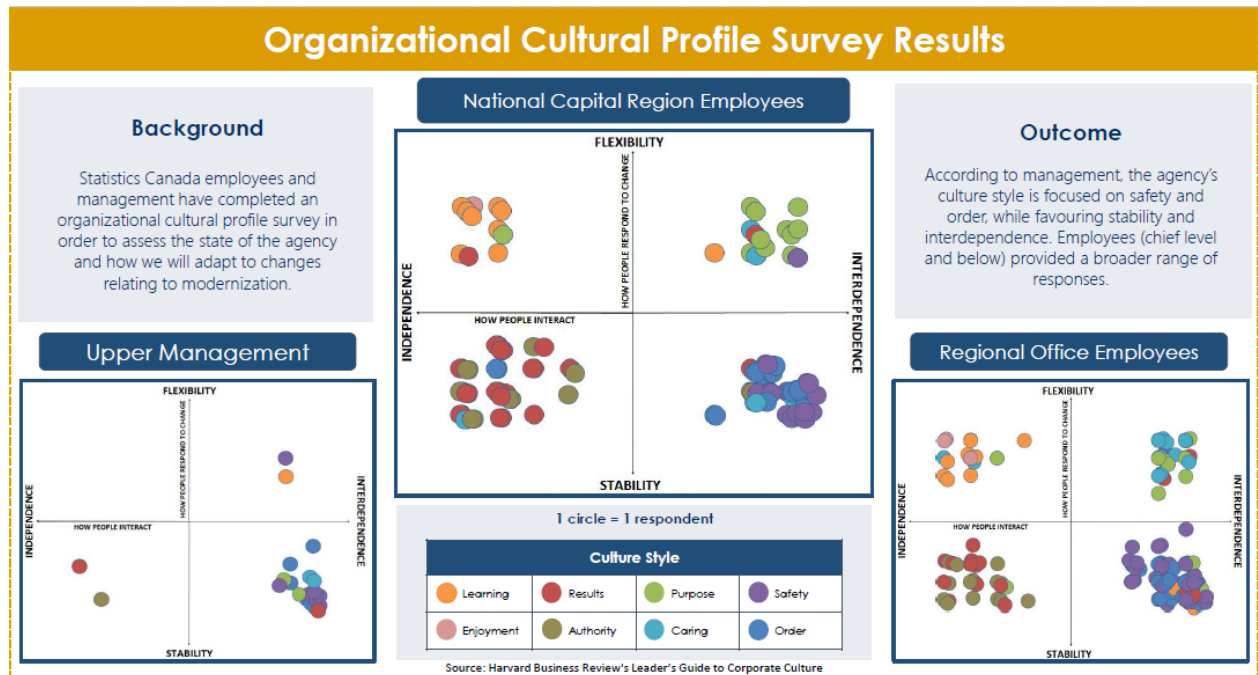 Organizational Cultural Profile Survey Results
Background
Statistics Canada employees and
management have completed an
organizational cultural profile survey in
order to assess the state of the agency
and how we will adapt to changes
relating to modernization.
National Capital Region Employees
FLEXIBILITY
HOW PEOPLE RESPOND TO CHANGE
INDEPENDENCE
HOW PEOPLE INTERACT
INTERDEPENDENCE
STABILITY
Outcome
According to management, the agency's
culture style is focused on safety and
order, while favouring stability and
interdependence. Employees (chief level
and below) provided a broader range of
responses.
Upper Management
FLEXIBILITY
HOW PEOPLE RESPOND TO CHANGE
INDEPENDENCE
HOW PEOPLE INTERACT
INTERDEPENDENCE
STABILITY
1 circle = 1 respondent
Culture Style
Learning
Results
Purpose
Safety
Enjoyment
Authority
Caring
Order
Source: Harvard Business Review's Leader's Guide to Corporate Culture
Regional Office Employees
FLEXIBILITY
HOW PEOPLE RESPOND TO CHANGE
INDEPENDENCE
HOW PEOPLE INTERACT
INTERDEPENDENCE
STABILITY